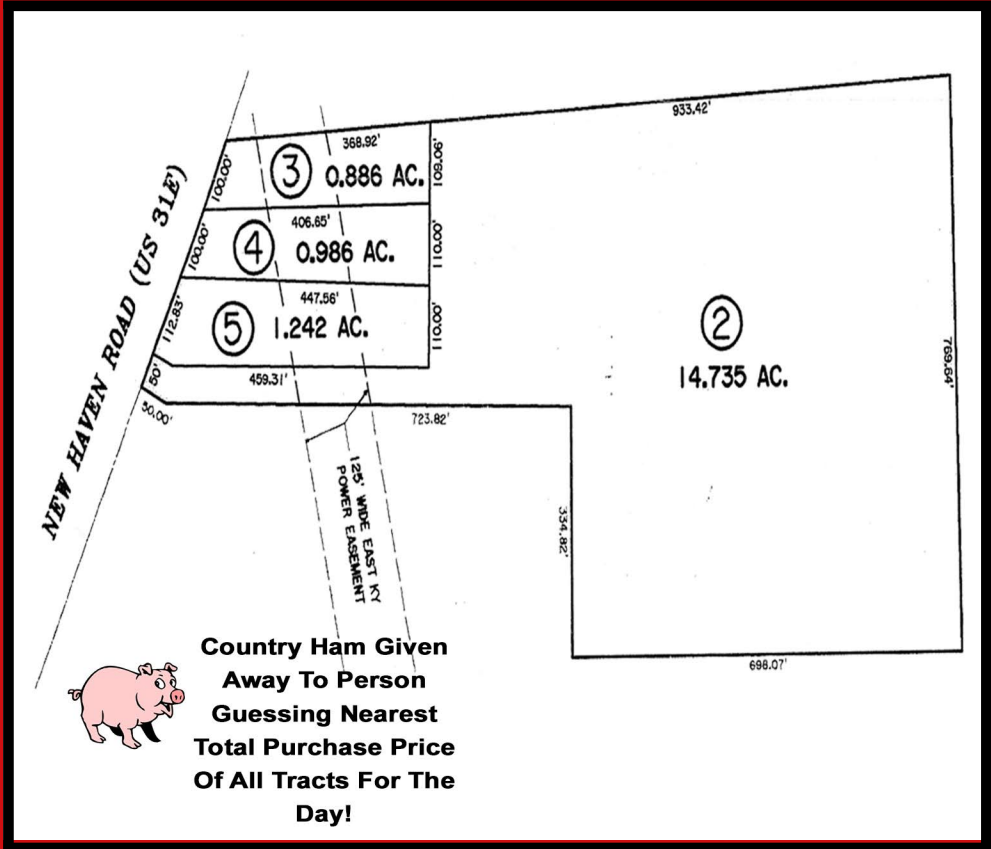 933.42'
368.92'
100.00'
3
0.886 AC.
109.06'
406.65'
100.00'
4
0.986 AC.
110.00'
447.56'
112.83'
5
1.242 AC.
110.00'
2
14.735 AC.
769.64'
50'
459.31'
50.00'
723.82'
NEW HAVEN ROAD (US 31E)
125' WIDE EAST KY
POWER EASEMENT
334.82'
698.07'
Country Ham Given
Away To Person
Guessing Nearest
Total Purchase Price
Of All Tracts For The
Day!